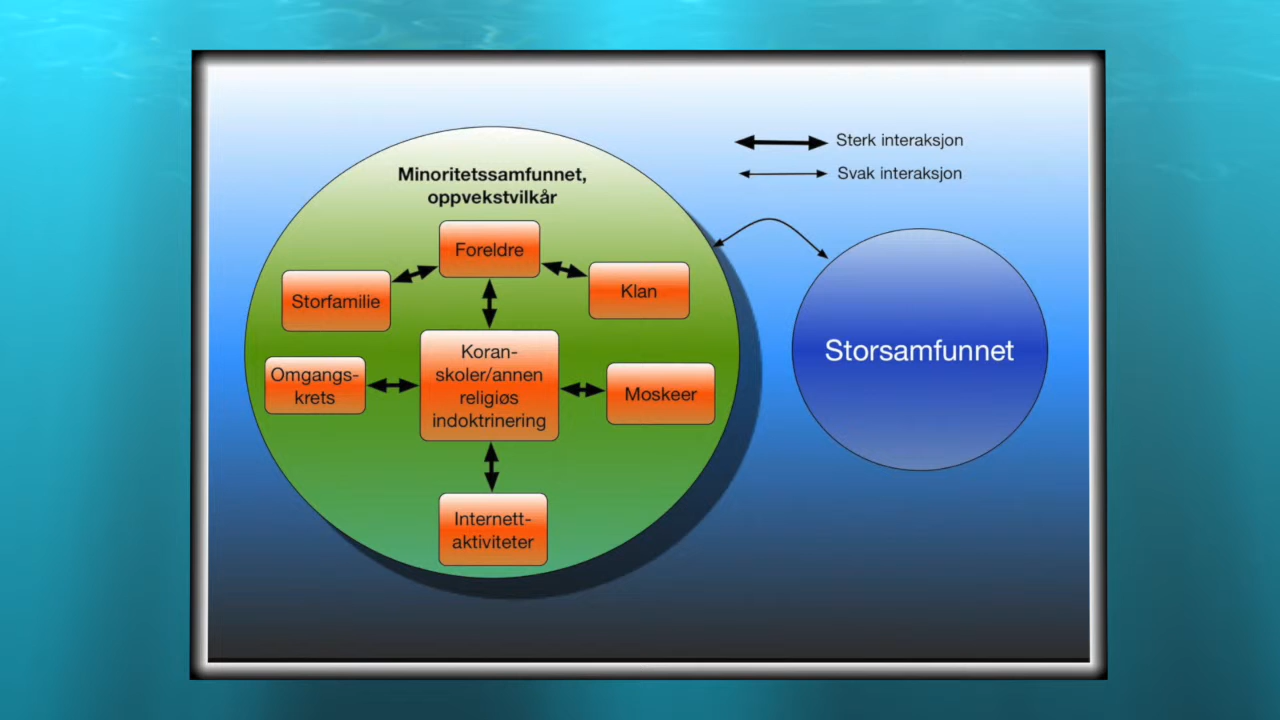 Sterk interaksjon
Svak interaksjon
Minoritetssamfunnet,
oppvekstvilkår
Foreldre
Storfamilie
Klan
Koran-
skoler/annen
religiøs
indoktrinering
Omgangs-
krets
Moskeer
Internett-
aktiviteter
Storsamfunnet